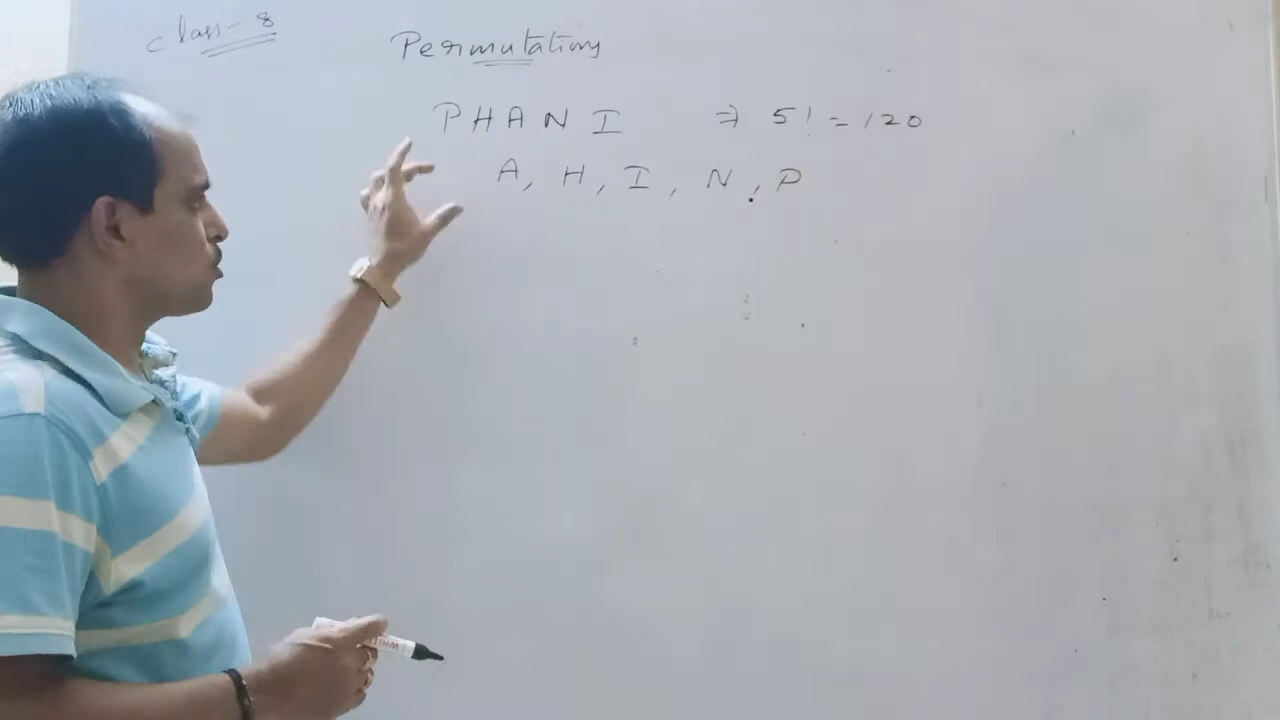 Class-8
Permutations
PHANI ⇒ 5! = 120
A, H, I, N, P